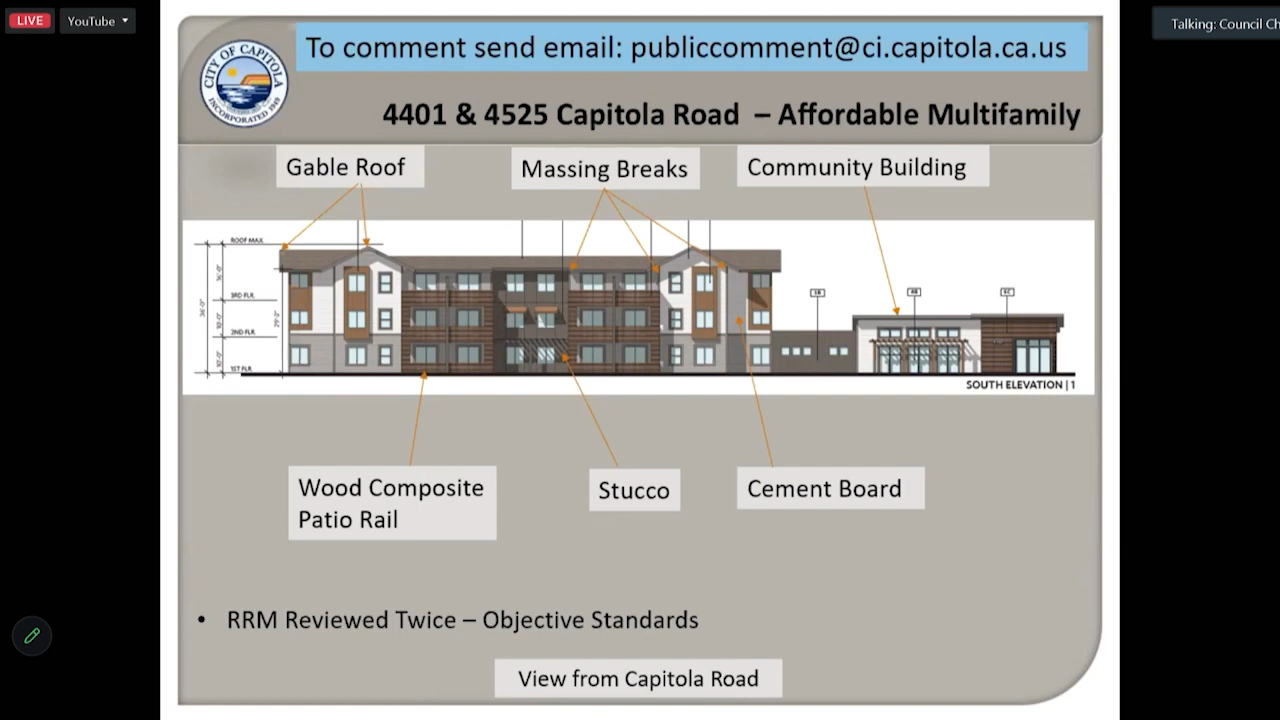 LIVE
YouTube
Talking: Council Ch
To comment send email: publiccomment@ci.capitola.ca.us
CITY OF CAPITOLA
INCORPORATED 1949
4401 & 4525 Capitola Road – Affordable Multifamily
Gable Roof
Massing Breaks
Community Building
ROOF MAX.
3RD FLR.
2ND FLR.
1ST FLR.
SOUTH ELEVATION | 1
Wood Composite
Patio Rail
Stucco
Cement Board
• RRM Reviewed Twice – Objective Standards
View from Capitola Road